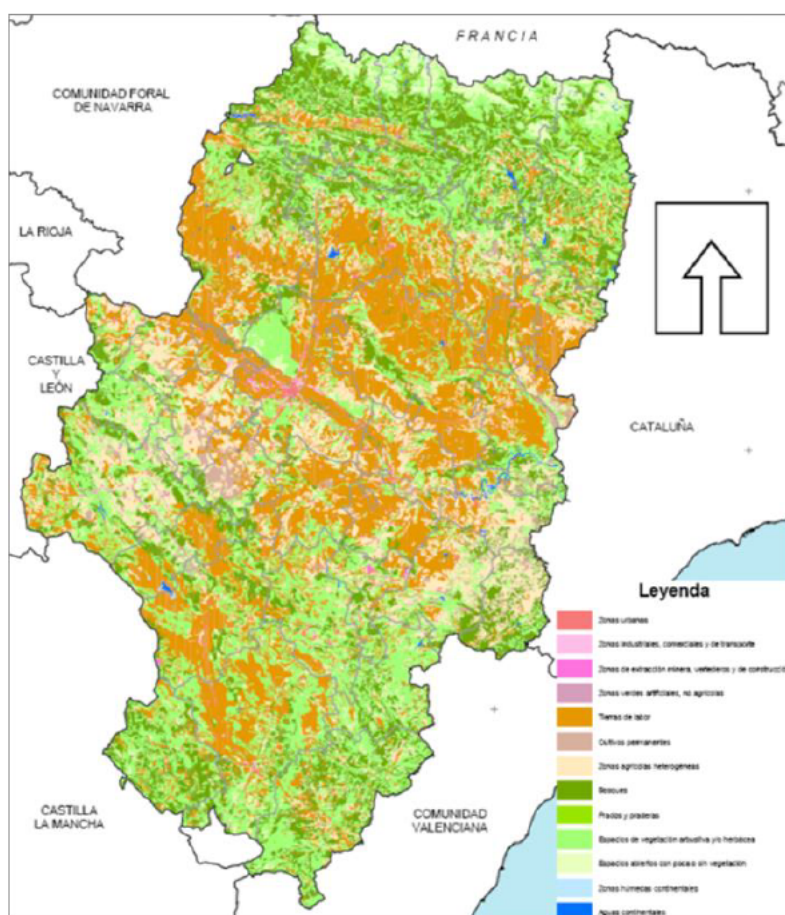 FRANCIA
COMUNIDAD FORAL
DE NAVARRA
LA RIOJA
CASTILLA
Y
LEÓN
CATALUÑA
CASTILLA
LA MANCHA
COMUNIDAD
VALENCIANA
Leyenda
Zonas urbanas
Zonas industriales, comerciales y de transporte
Zonas de extracción minera, vertederos y de construcció
Zonas verdes artificiales, no agrícolas
Tierras de labor
Cultivos permanentes
Zonas agrícolas heterogéneas
Bosques
Prados y praderas
Espacios de vegetación arbustiva y/o herbácea
Espacios abiertos con poca o sin vegetación
Zonas húmedas continentales
Aguas continentales